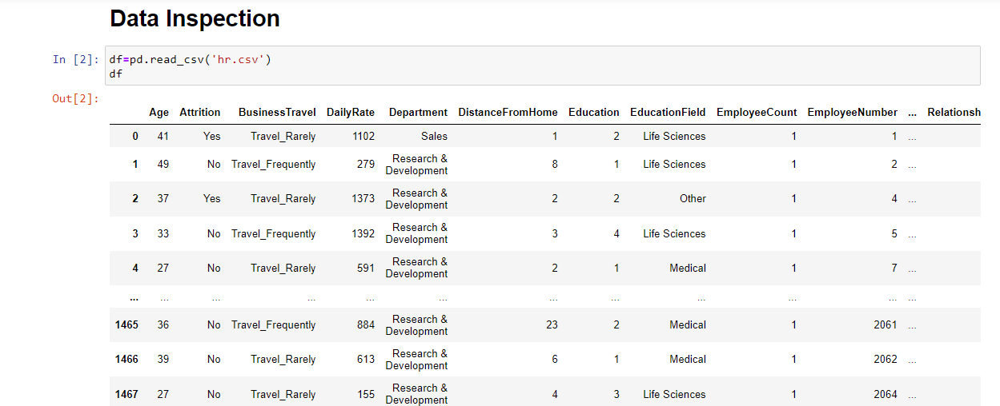 Data Inspection
In [2]: df=pd.read_csv('hr.csv')
df
Out[2]:
Age Attrition BusinessTravel DailyRate Department DistanceFromHome Education EducationField EmployeeCount EmployeeNumber ... Relationsh
0 41 Yes Travel_Rarely 1102 Sales 1 2 Life Sciences 1 1 ...
1 49 No Travel_Frequently 279 Research & Development 8 1 Life Sciences 1 2 ...
2 37 Yes Travel_Rarely 1373 Research & Development 2 2 Other 1 4 ...
3 33 No Travel_Frequently 1392 Research & Development 3 4 Life Sciences 1 5 ...
4 27 No Travel_Rarely 591 Research & Development 2 1 Medical 1 7 ...
... ... ... ... ... ... ... ... ... ... ... ...
1465 36 No Travel_Frequently 884 Research & Development 23 2 Medical 1 2061 ...
1466 39 No Travel_Rarely 613 Research & Development 6 1 Medical 1 2062 ...
1467 27 No Travel_Rarely 155 Research & Development 4 3 Life Sciences 1 2064 ...